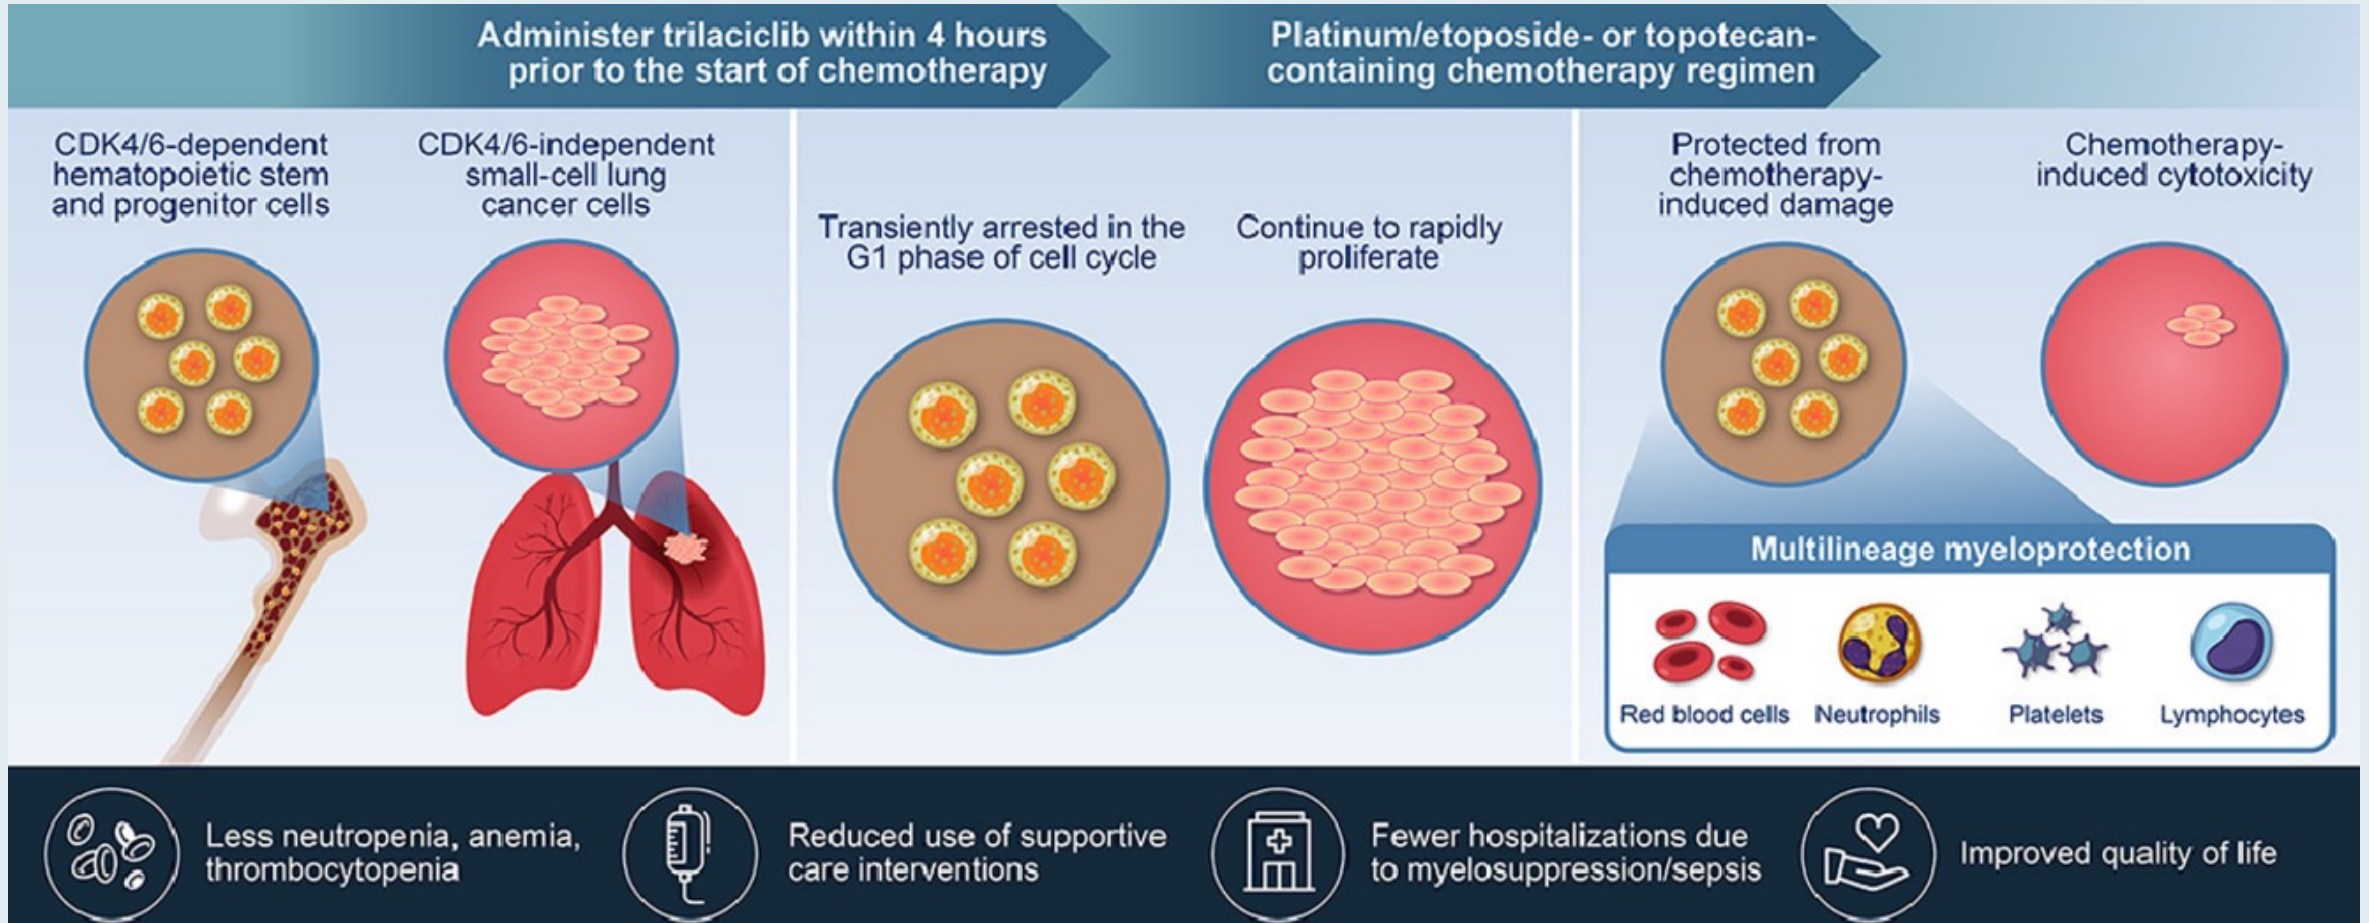 Administer trilaciclib within 4 hours
prior to the start of chemotherapy
Platinum/etoposide- or topotecan-
containing chemotherapy regimen
CDK4/6-dependent
hematopoietic stem
and progenitor cells
CDK4/6-independent
small-cell lung
cancer cells
Transiently arrested in the
G1 phase of cell cycle
Continue to rapidly
proliferate
Protected from
chemotherapy-
induced damage
Chemotherapy-
induced cytotoxicity
Multilineage myeloprotection
Red blood cells
Neutrophils
Platelets
Lymphocytes
Less neutropenia, anemia,
thrombocytopenia
Reduced use of supportive
care interventions
Fewer hospitalizations due
to myelosuppression/sepsis
Improved quality of life